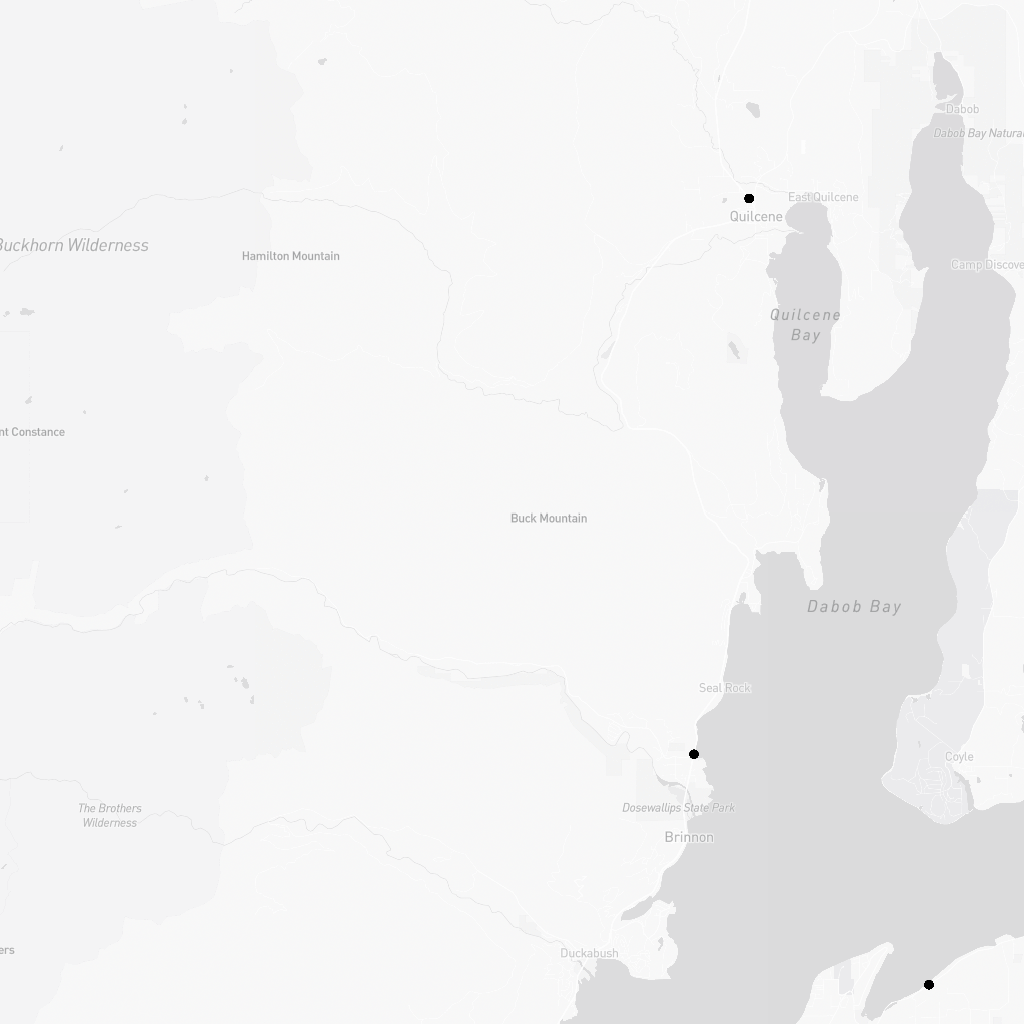 Dabob
Dabob Bay Natura
East Quilcene
Quilcene
Buckhorn Wilderness
Hamilton Mountain
Camp Discove
Quilcene
Bay
nt Constance
Buck Mountain
Dabob Bay
Seal Rock
Coyle
The Brothers
Wilderness
Dosewallips State Park
Brinnon
ers
Duckabush